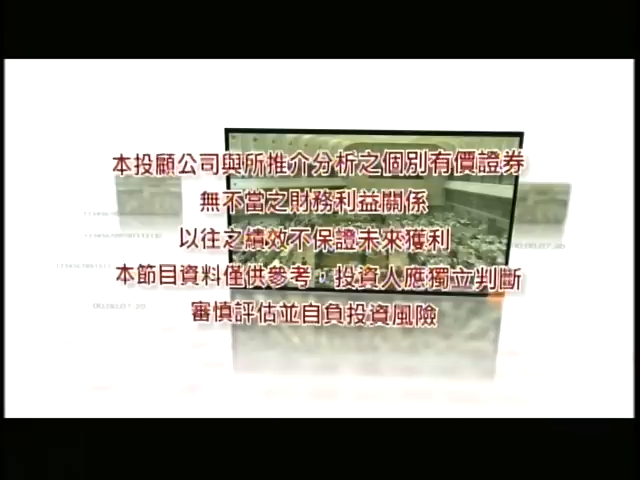 本投顧公司與所推介分析之個別有價證券
無不當之財務利益關係
以往之績效不保證未來獲利
本節目資料僅供參考，投資人應獨立判斷
審慎評估並自負投資風險